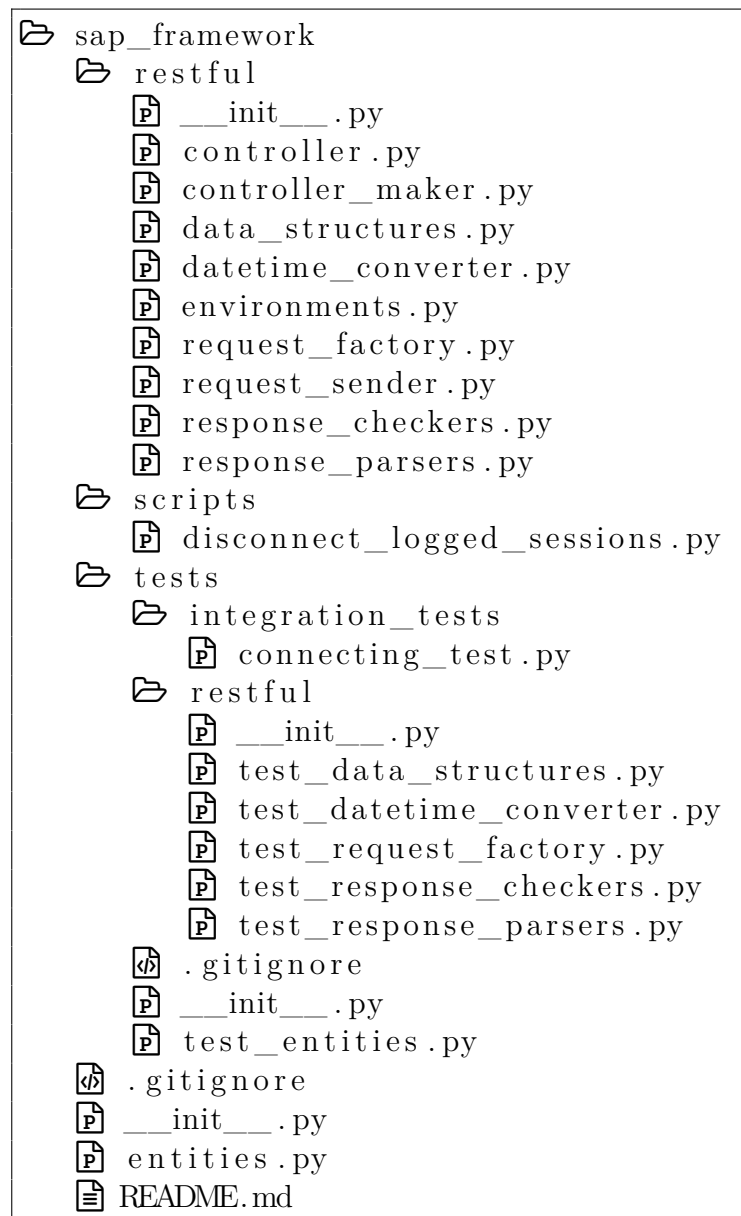 sap_framework
restful
__init__.py
controller.py
controller_maker.py
data_structures.py
datetime_converter.py
environments.py
request_factory.py
request_sender.py
response_checkers.py
response_parsers.py
scripts
disconnect_logged_sessions.py
tests
integration_tests
connecting_test.py
restful
__init__.py
test_data_structures.py
test_datetime_converter.py
test_request_factory.py
test_response_checkers.py
test_response_parsers.py
.gitignore
__init__.py
test_entities.py
.gitignore
__init__.py
entities.py
README.md